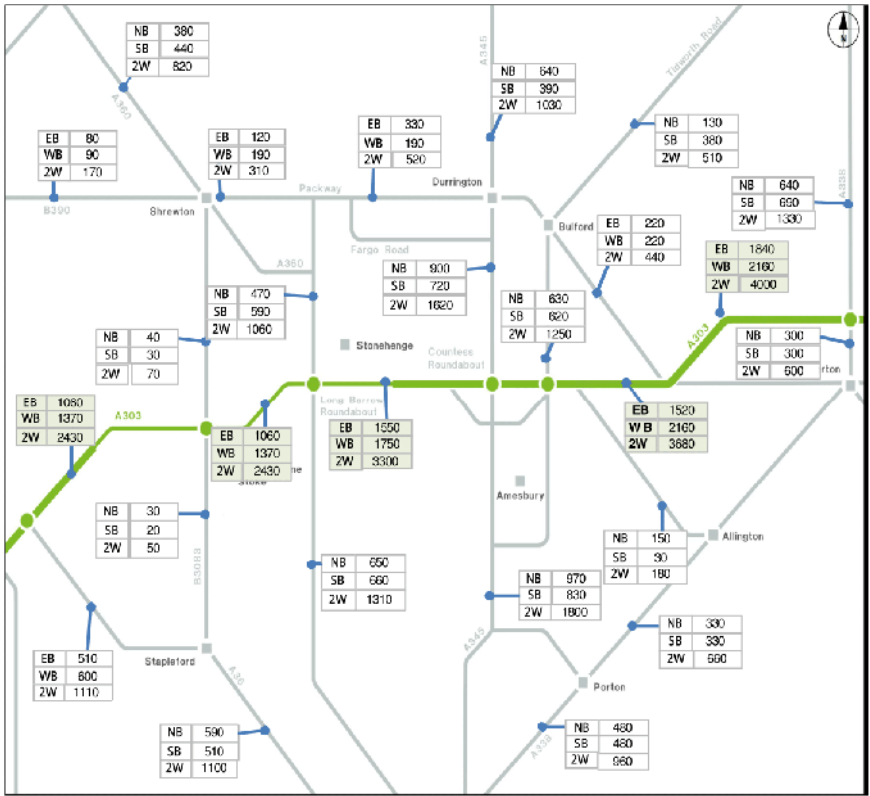 N
NB 380
SB 440
2W 820
A360
A345
Tidworth Road
NB 640
SB 390
2W 1030
NB 130
SB 380
2W 510
EB 80
WB 90
2W 170
EB 120
WB 190
2W 310
EB 330
WB 190
2W 520
Packway
Durrington
B390
Shrewton
NB 640
SB 690
2W 1330
A338
Bulford
EB 220
WB 220
2W 440
Fargo Road
A360
EB 1840
WB 2160
2W 4000
NB 900
SB 720
2W 1620
NB 470
SB 590
2W 1060
NB 630
SB 620
2W 1250
NB 40
SB 30
2W 70
Stonehenge
Countess
Roundabout
A303
NB 300
SB 300
2W 600
rton
EB 1060
WB 1370
2W 2430
A303
Long Barrow
Roundabout
EB 1060
WB 1370
2W 2430
ne
Stoke
EB 1550
WB 1750
2W 3300
EB 1520
WB 2160
2W 3680
Amesbury
NB 30
SB 20
2W 50
B3083
NB 150
SB 30
2W 180
Allington
NB 650
SB 660
2W 1310
NB 970
SB 830
2W 1800
NB 330
SB 330
2W 660
A345
EB 510
WB 600
2W 1110
Stapleford
A36
Porton
NB 590
SB 510
2W 1100
NB 480
SB 480
2W 960
A338